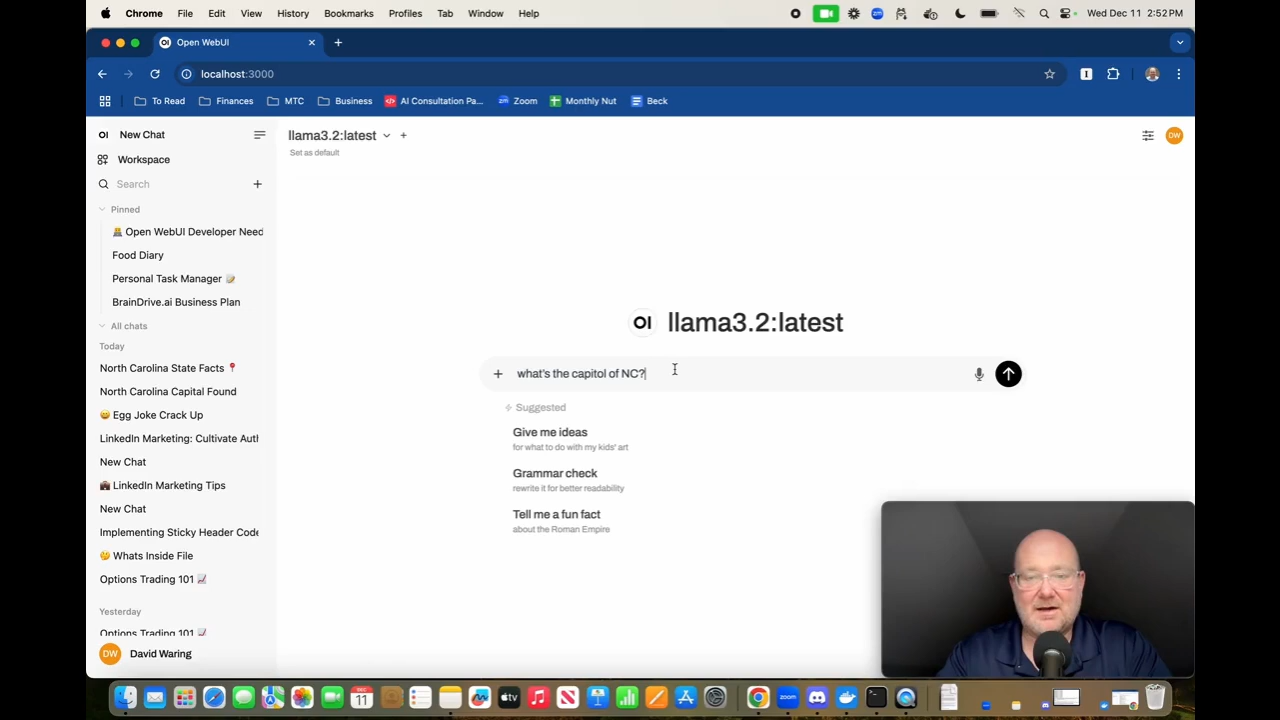 Chrome File Edit View History Bookmarks Profiles Tab Window Help Wed Dec 11 2:52 PM
OI Open WebUI
localhost:3000
To Read Finances MTC Business AI Consultation Pa... Zoom Monthly Nut Beck
OI New Chat
llama3.2:latest
DW
Set as default
Workspace
Search
Pinned
Open WebUI Developer Need
Food Diary
Personal Task Manager
BrainDrive.ai Business Plan
All chats
Today
North Carolina State Facts
North Carolina Capital Found
Egg Joke Crack Up
LinkedIn Marketing: Cultivate Auth
New Chat
LinkedIn Marketing Tips
New Chat
Implementing Sticky Header Code
Whats Inside File
Options Trading 101
Yesterday
Options Trading 101
DW David Waring
OI llama3.2:latest
what's the capitol of NC?
Suggested
Give me ideas
for what to do with my kids' art
Grammar check
rewrite it for better readability
Tell me a fun fact
about the Roman Empire